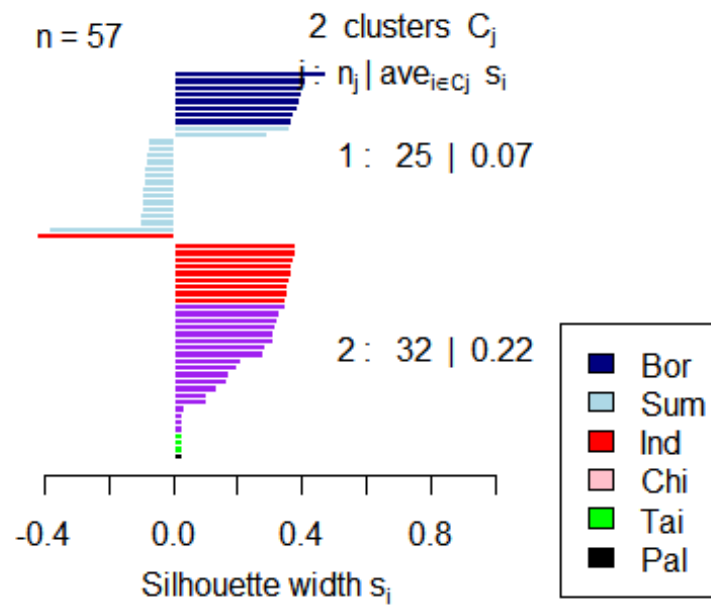 n = 57
2 clusters Cj
j : nj | avei∈Cj si
1 : 25 | 0.07
2 : 32 | 0.22
Bor
Sum
Ind
Chi
Tai
Pal
-0.4 0.0 0.4 0.8
Silhouette width si